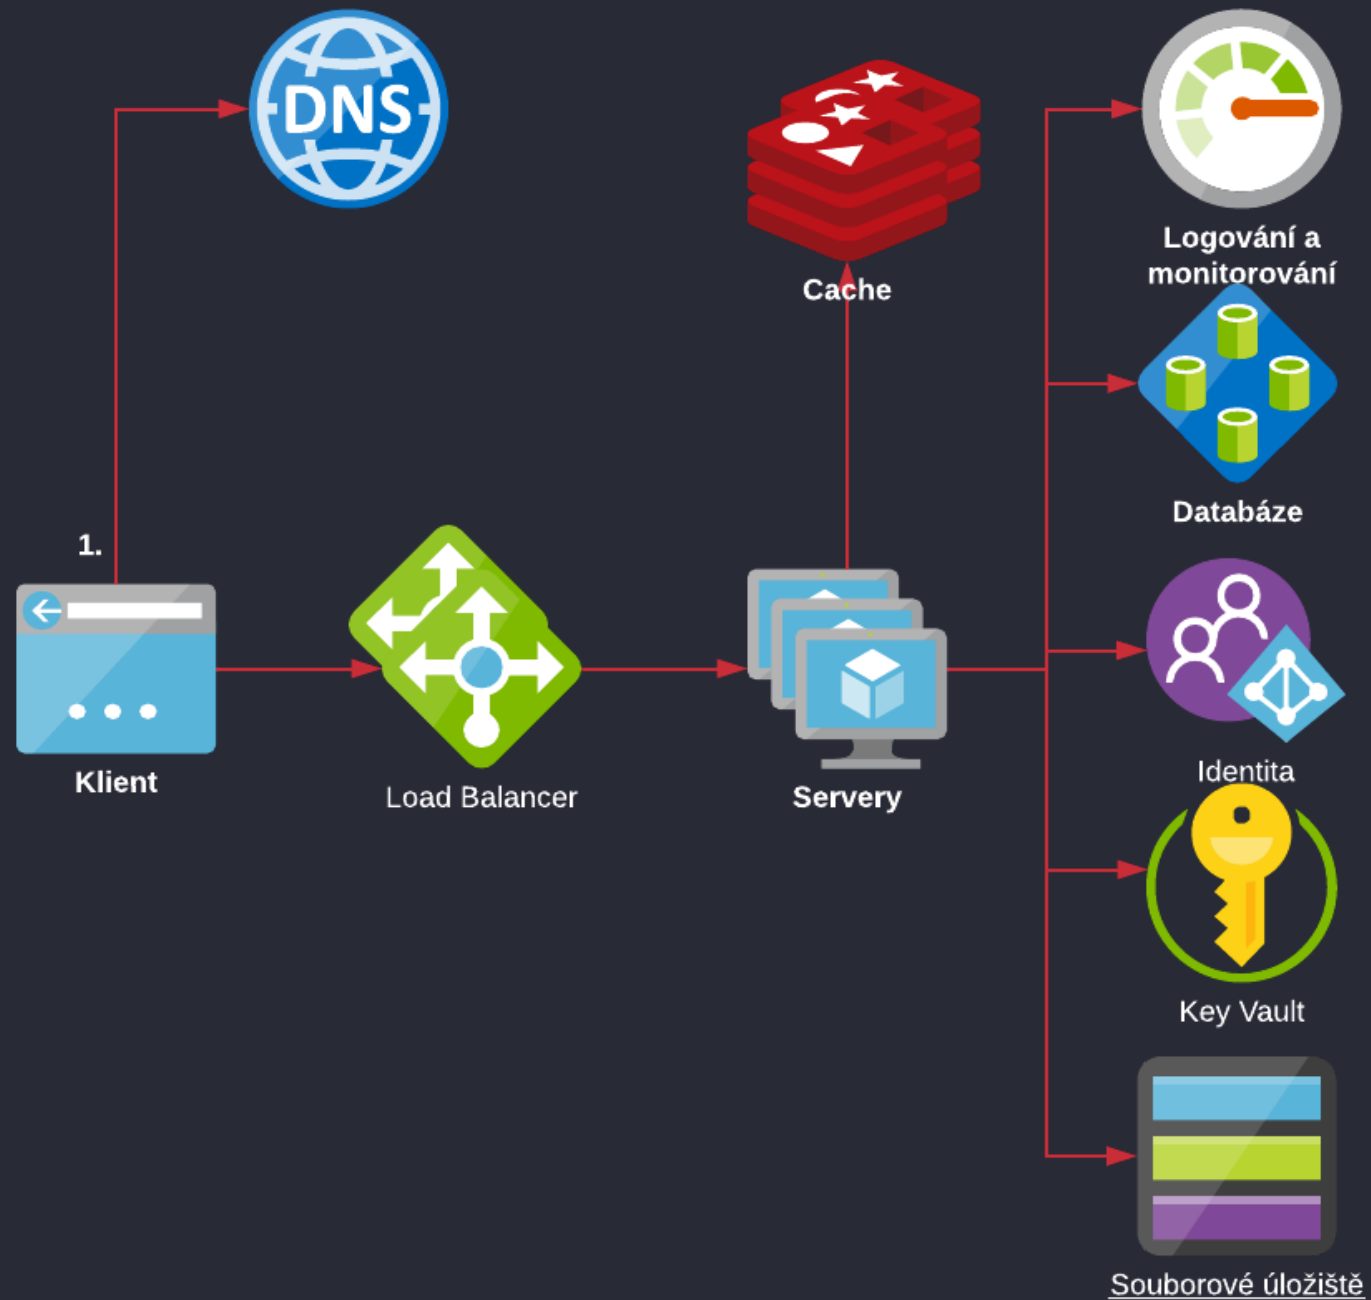 DNS
Cache
Logování a
monitorování
Databáze
1.
Klient
Load Balancer
Servery
Identita
Key Vault
Souborové úložiště